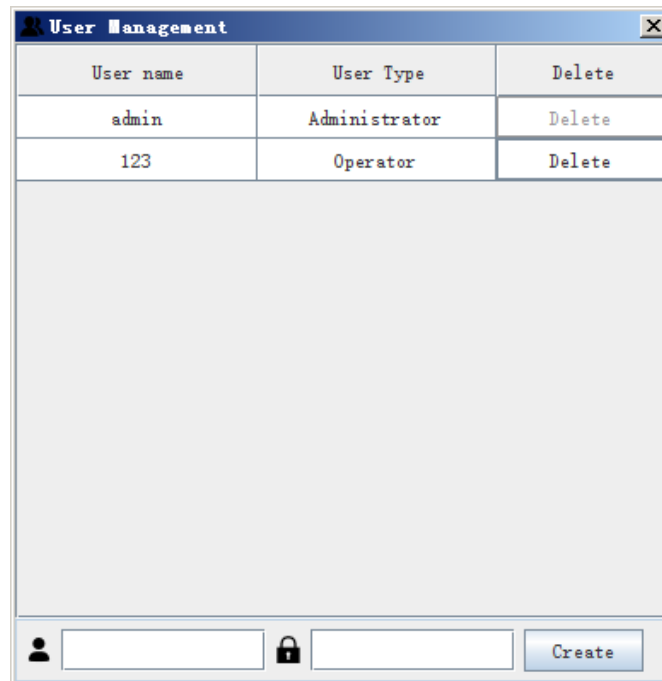 User Management
User name User Type Delete
admin Administrator Delete
123 Operator Delete
Create